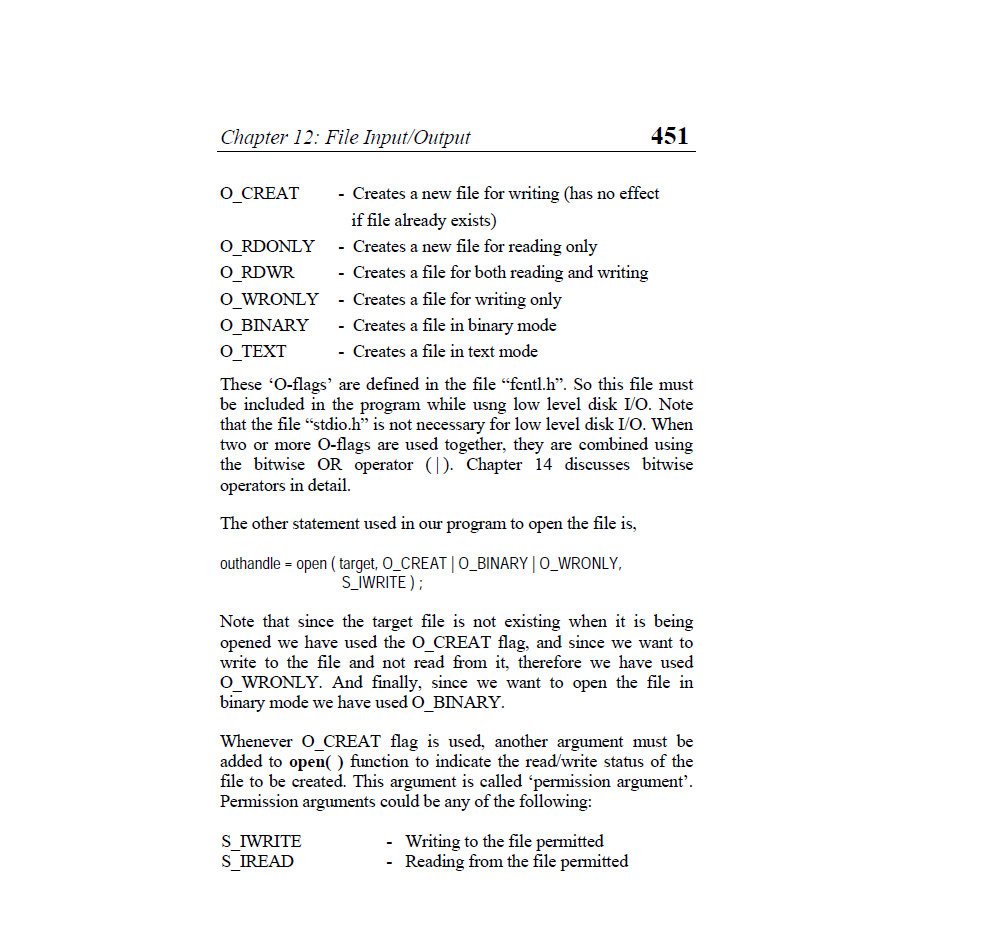 Chapter 12: File Input/Output 451
O_CREAT - Creates a new file for writing (has no effect
if file already exists)
O_RDONLY - Creates a new file for reading only
O_RDWR - Creates a file for both reading and writing
O_WRONLY - Creates a file for writing only
O_BINARY - Creates a file in binary mode
O_TEXT - Creates a file in text mode
These ‘O-flags’ are defined in the file “fcntl.h”. So this file must
be included in the program while usng low level disk I/O. Note
that the file “stdio.h” is not necessary for low level disk I/O. When
two or more O-flags are used together, they are combined using
the bitwise OR operator ( | ). Chapter 14 discusses bitwise
operators in detail.
The other statement used in our program to open the file is,
outhandle = open ( target, O_CREAT | O_BINARY | O_WRONLY,
S_IWRITE ) ;
Note that since the target file is not existing when it is being
opened we have used the O_CREAT flag, and since we want to
write to the file and not read from it, therefore we have used
O_WRONLY. And finally, since we want to open the file in
binary mode we have used O_BINARY.
Whenever O_CREAT flag is used, another argument must be
added to open( ) function to indicate the read/write status of the
file to be created. This argument is called ‘permission argument’.
Permission arguments could be any of the following:
S_IWRITE - Writing to the file permitted
S_IREAD - Reading from the file permitted